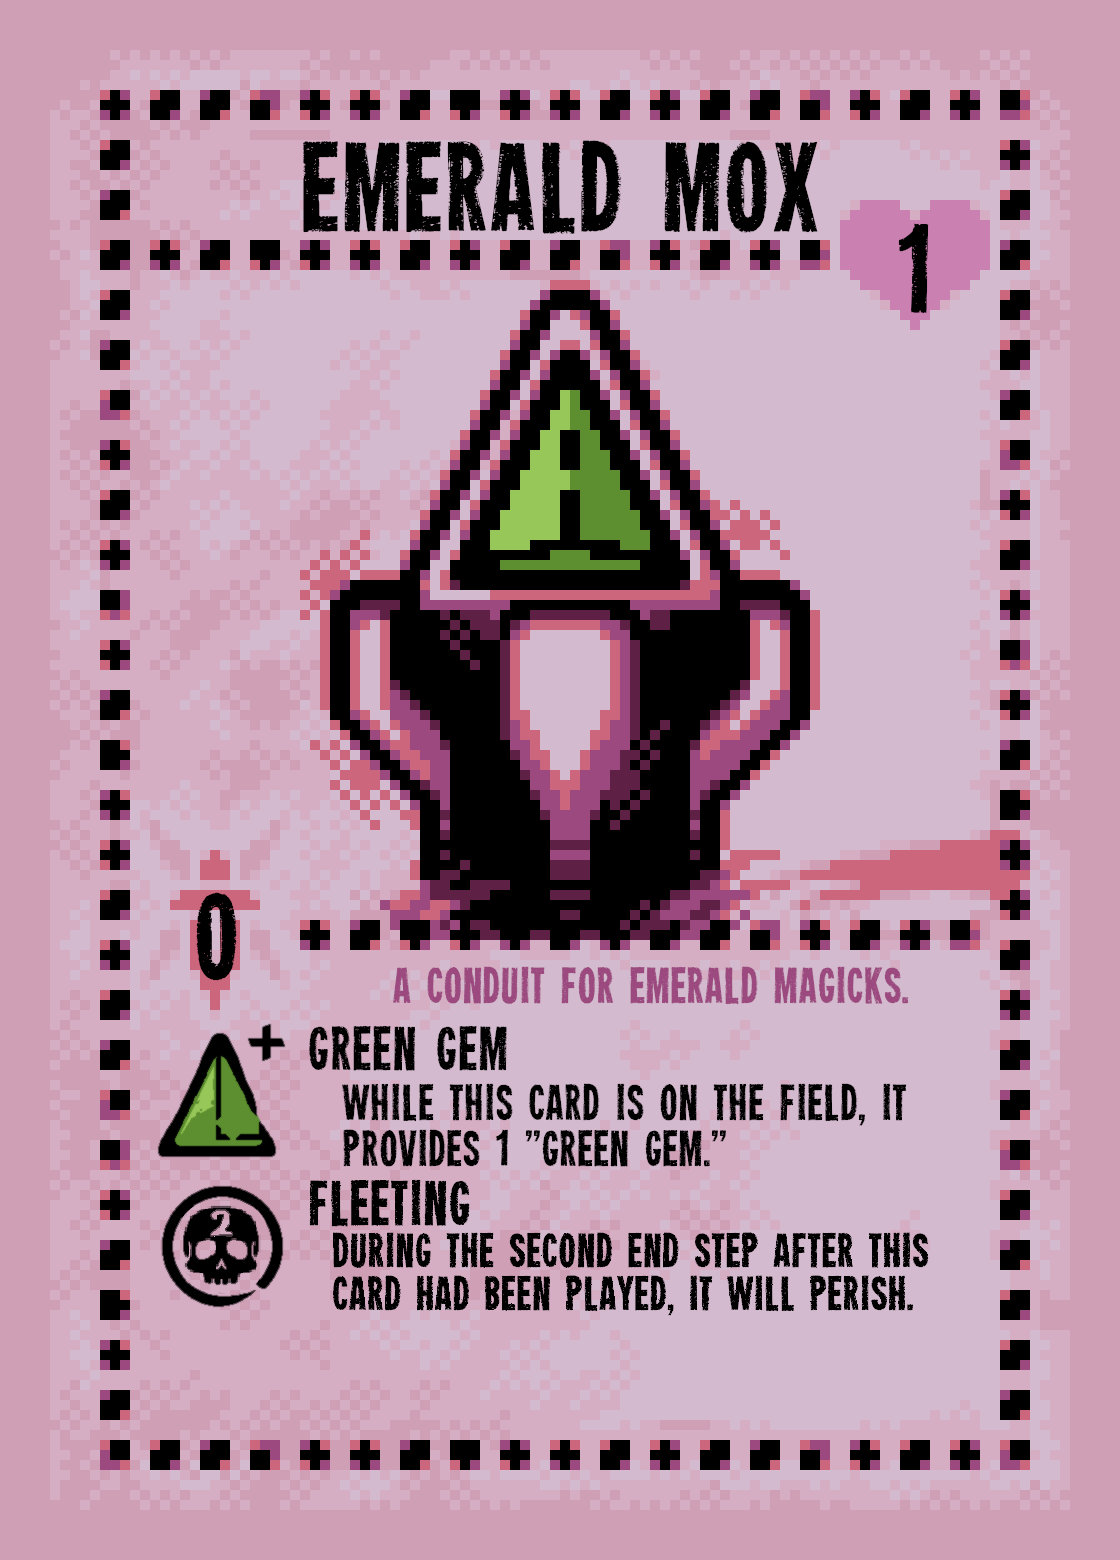 EMERALD MOX
1
0
A CONDUIT FOR EMERALD MAGICKS.
+
GREEN GEM
WHILE THIS CARD IS ON THE FIELD, IT
PROVIDES 1 ”GREEN GEM.”
2
FLEETING
DURING THE SECOND END STEP AFTER THIS
CARD HAD BEEN PLAYED, IT WILL PERISH.